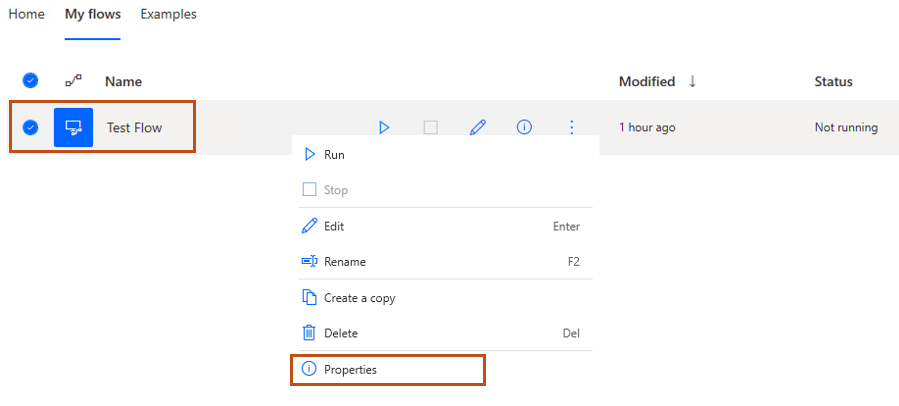 Home My flows Examples
Name Modified ↓ Status
Test Flow 1 hour ago Not running
Run
Stop
Edit Enter
Rename F2
Create a copy
Delete Del
Properties